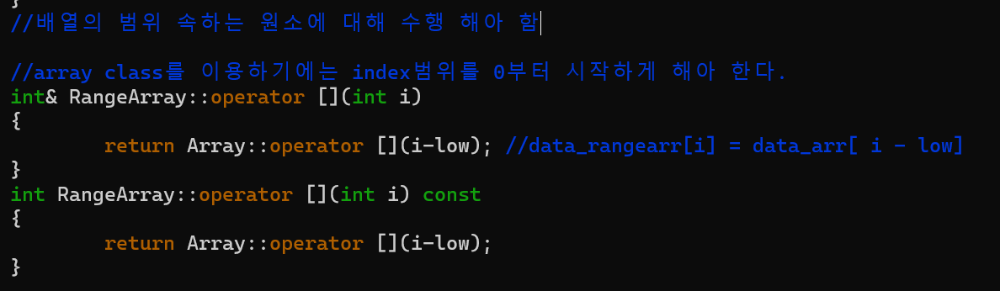 }
//배열의 범위 속하는 원소에 대해 수행 해아 함
//array class를 이용하기에는 index범위를 0부터 시작하게 해아 한다.
int& RangeArray::operator [](int i)
{
        return Array::operator [](i-low); //data_rangearr[i] = data_arr[ i - low]
}
int RangeArray::operator [](int i) const
{
        return Array::operator [](i-low);
}